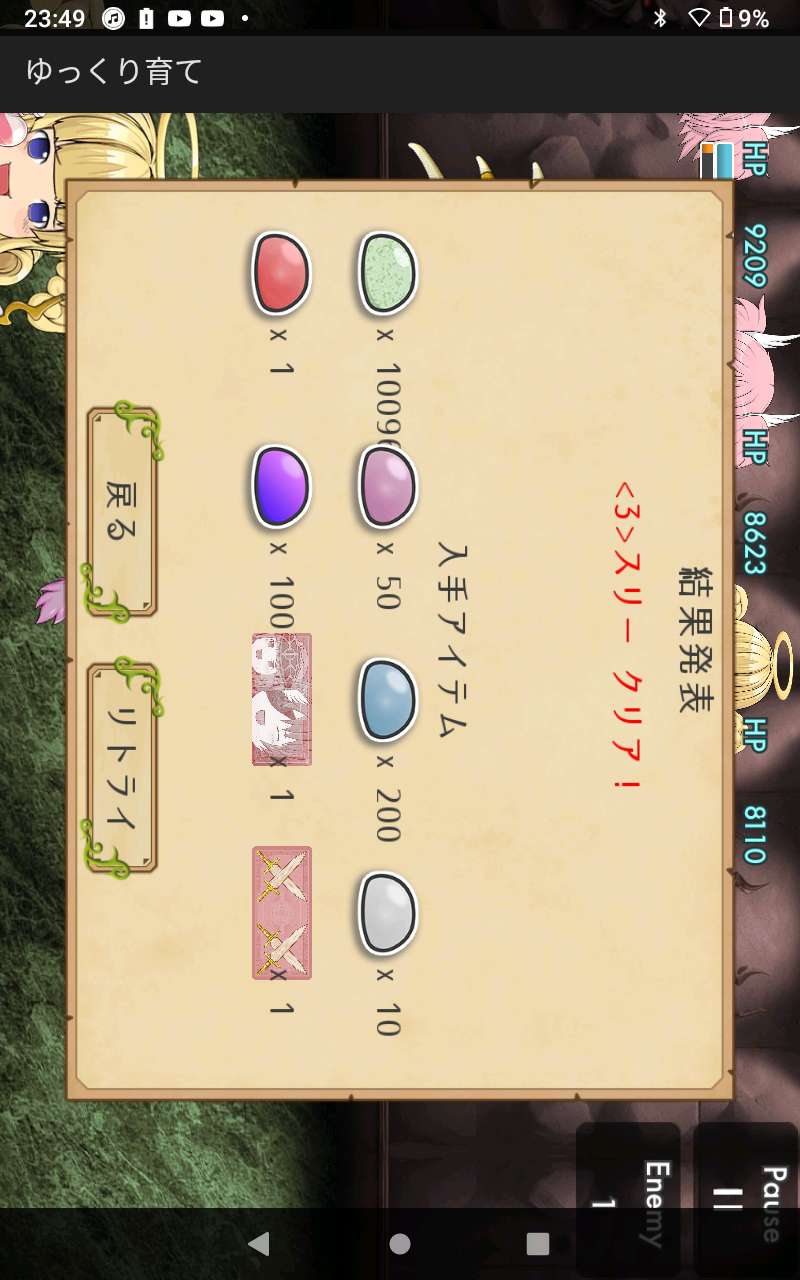 23:49
9%
ゆっくり育て
HP 9209
HP 8623
HP 8110
Pause
結果発表
Enemy
1
<3>スリー クリア!
入手アイテム
x 1009
x 50
x 200
x 10
x 1
x 100
x 1
x 1
戻る
リトライ